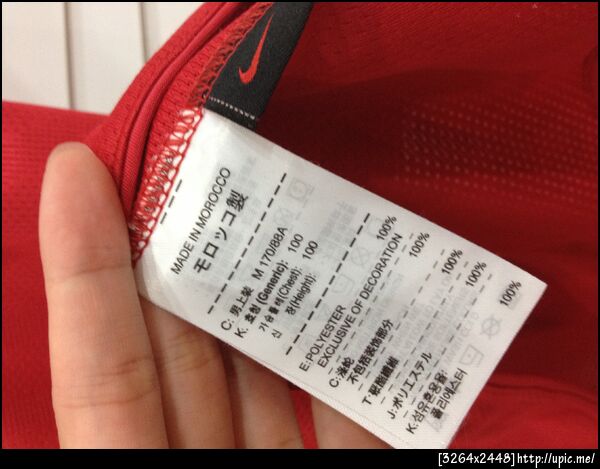 MADE IN MOROCCO
モロッコ製
C: 男上装 M 170/88A
K: 호칭(Generic): 100
가슴둘레(Chest): 100
신 장(Height):
E:POLYESTER 100%
EXCLUSIVE OF DECORATION
C:涤纶 100%
不包括装饰部分
T:聚酯纖維 100%
J:ポリエステル 100%
K:섬유혼용율:
폴리에스터 100%
[3264x2448]http://upic.me/